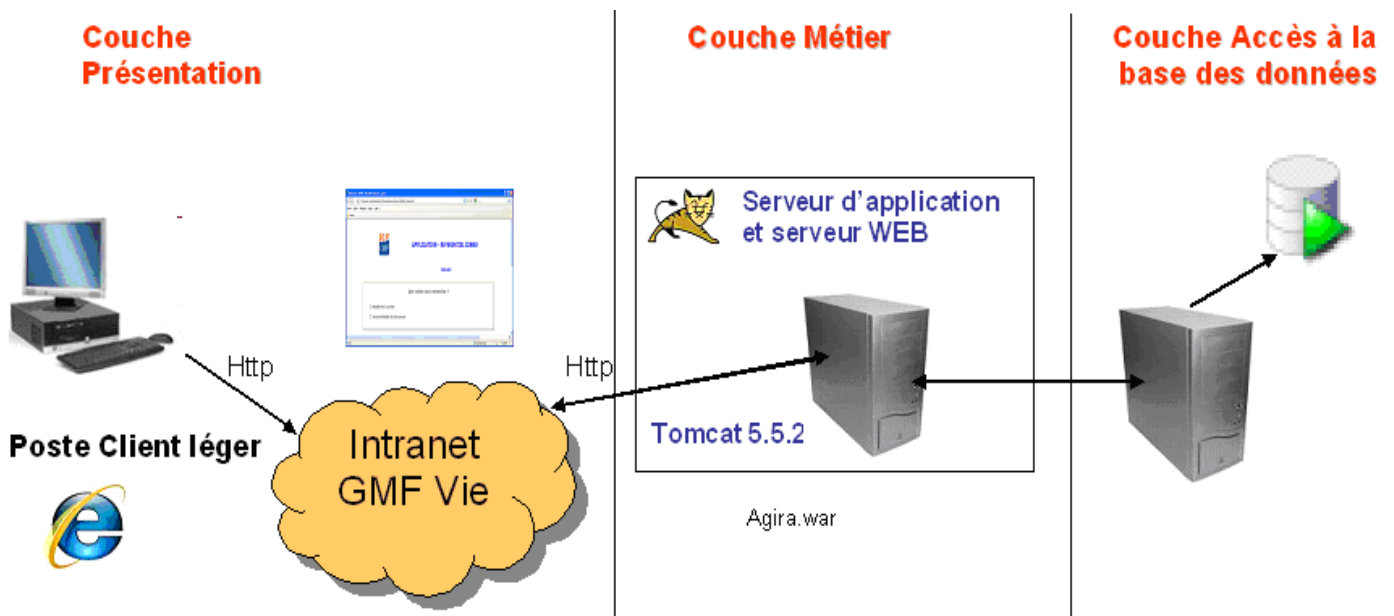 Couche
Présentation
Couche Métier
Couche Accès à la
base des données
Serveur d'application
et serveur WEB
Http
Http
Poste Client léger
Intranet
GMF Vie
Tomcat 5.5.2
Agira.war